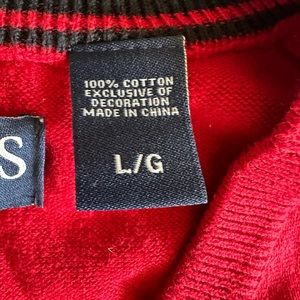 100% COTTON
EXCLUSIVE OF
DECORATION
MADE IN CHINA
S
L/G